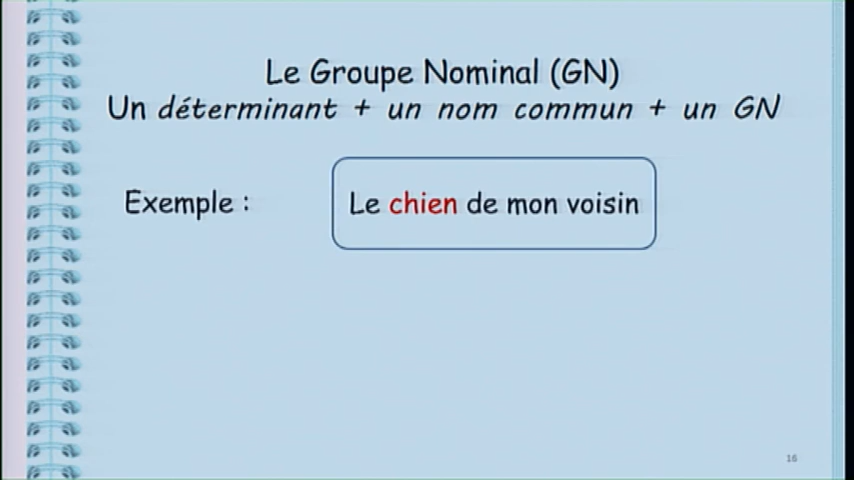 Le Groupe Nominal (GN)
Un déterminant + un nom commun + un GN
Exemple :
Le chien de mon voisin
16